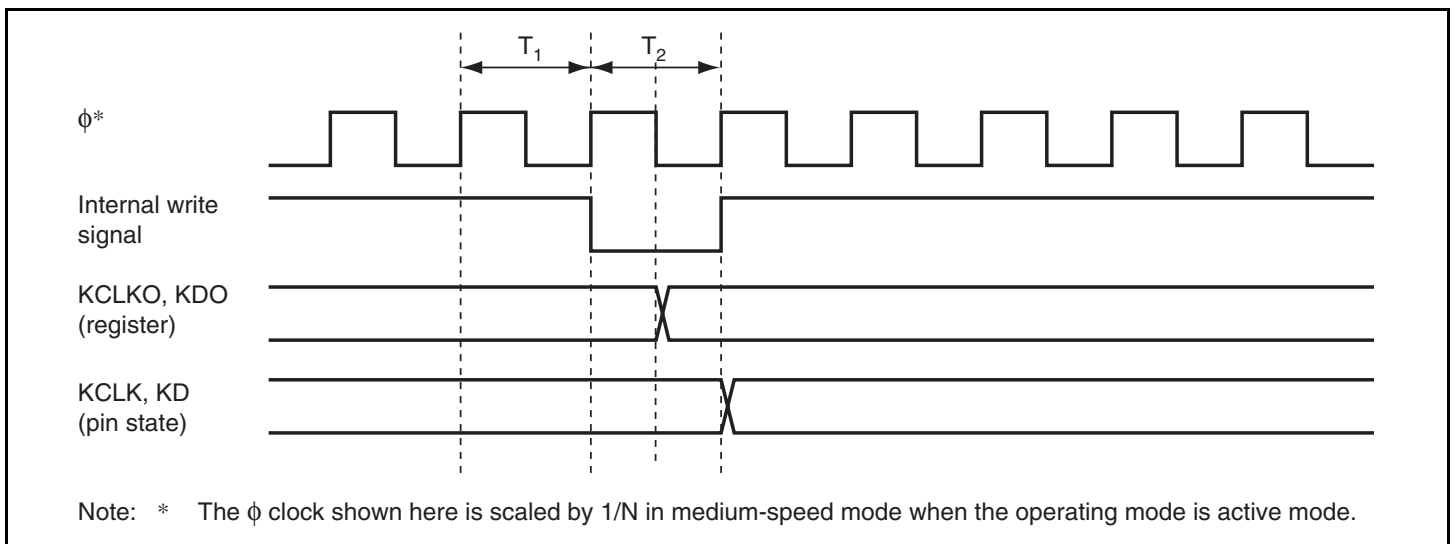 T₁ T₂
ϕ*
Internal write
signal
KCLKO, KDO
(register)
KCLK, KD
(pin state)
Note: * The ϕ clock shown here is scaled by 1/N in medium-speed mode when the operating mode is active mode.